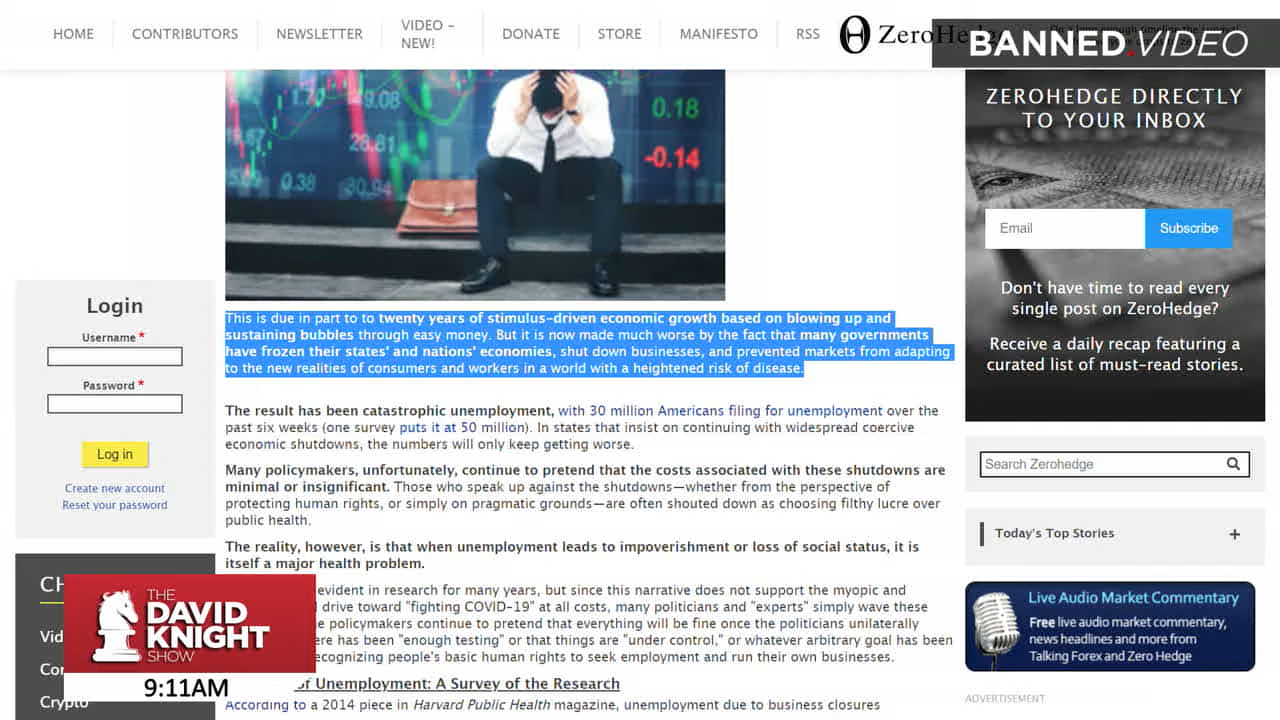 HOME
CONTRIBUTORS
NEWSLETTER
VIDEO –
NEW!
DONATE
STORE
MANIFESTO
RSS
ZeroHe
BANNED.VIDEO
1.70
49.08
28.81
0.38
30.94
0.18
-0.14
ZEROHEDGE DIRECTLY
TO YOUR INBOX
Email
Subscribe
Don't have time to read every
single post on ZeroHedge?
Receive a daily recap featuring a
curated list of must-read stories.
Login
Username *
Password *
Log in
Create new account
Reset your password
This is due in part to to twenty years of stimulus-driven economic growth based on blowing up and
sustaining bubbles through easy money. But it is now made much worse by the fact that many governments
have frozen their states' and nations' economies, shut down businesses, and prevented markets from adapting
to the new realities of consumers and workers in a world with a heightened risk of disease.
The result has been catastrophic unemployment, with 30 million Americans filing for unemployment over the
past six weeks (one survey puts it at 50 million). In states that insist on continuing with widespread coercive
economic shutdowns, the numbers will only keep getting worse.
Many policymakers, unfortunately, continue to pretend that the costs associated with these shutdowns are
minimal or insignificant. Those who speak up against the shutdowns—whether from the perspective of
protecting human rights, or simply on pragmatic grounds—are often shouted down as choosing filthy lucre over
public health.
The reality, however, is that when unemployment leads to impoverishment or loss of social status, it is
itself a major health problem.
evident in research for many years, but since this narrative does not support the myopic and
drive toward "fighting COVID-19" at all costs, many politicians and "experts" simply wave these
policymakers continue to pretend that everything will be fine once the politicians unilaterally
ere has been "enough testing" or that things are "under control," or whatever arbitrary goal has been
ecognizing people's basic human rights to seek employment and run their own businesses.
of Unemployment: A Survey of the Research
According to a 2014 piece in Harvard Public Health magazine, unemployment due to business closures
Search Zerohedge
Today's Top Stories +
Live Audio Market Commentary
Free live audio market commentary,
news headlines and more from
Talking Forex and Zero Hedge
ADVERTISEMENT
CH
Vid
Con
Crypto
THE
DAVID
KNIGHT
SHOW
9:11AM